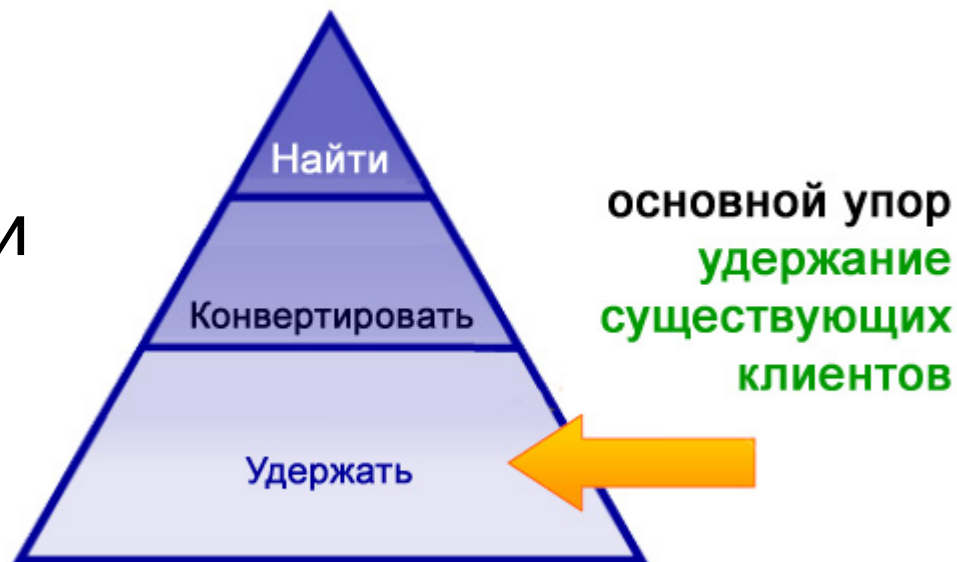 Найти
и
Конвертировать
Удержать
основной упор
удержание
существующих
клиентов